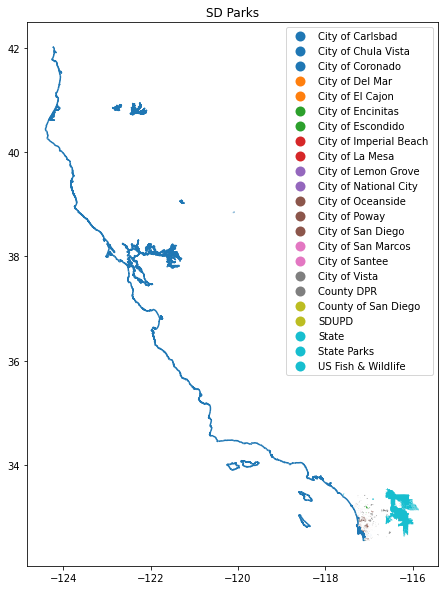 SD Parks
City of Carlsbad
City of Chula Vista
City of Coronado
City of Del Mar
City of El Cajon
City of Encinitas
City of Escondido
City of Imperial Beach
City of La Mesa
City of Lemon Grove
City of National City
City of Oceanside
City of Poway
City of San Diego
City of San Marcos
City of Santee
City of Vista
County DPR
County of San Diego
SDUPD
State
State Parks
US Fish & Wildlife
42
40
38
36
34
−124
−122
−120
−118
−116